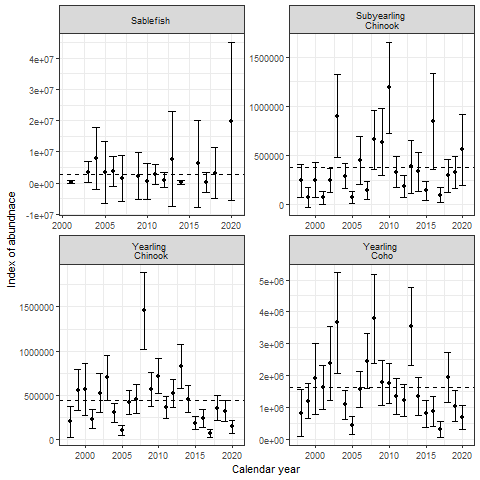 Sablefish
Subyearling
Chinook
4e+07
3e+07
2e+07
1e+07
0e+00
-1e+07
2000 2005 2010 2015 2020
1500000
1000000
500000
0
2000 2005 2010 2015 2020
Index of abundnace
Yearling
Chinook
Yearling
Coho
1500000
1000000
500000
0
2000 2005 2010 2015 2020
5e+06
4e+06
3e+06
2e+06
1e+06
0e+00
2000 2005 2010 2015 2020
Calendar year